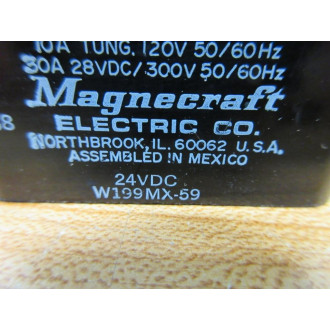 10A TUNG, 120V 50/60Hz
30A 28VDC/300V 50/60Hz
Magnecraft
ELECTRIC CO.
NORTHBROOK, IL. 60062 U.S.A.
ASSEMBLED IN MEXICO
24VDC
W199MX-59